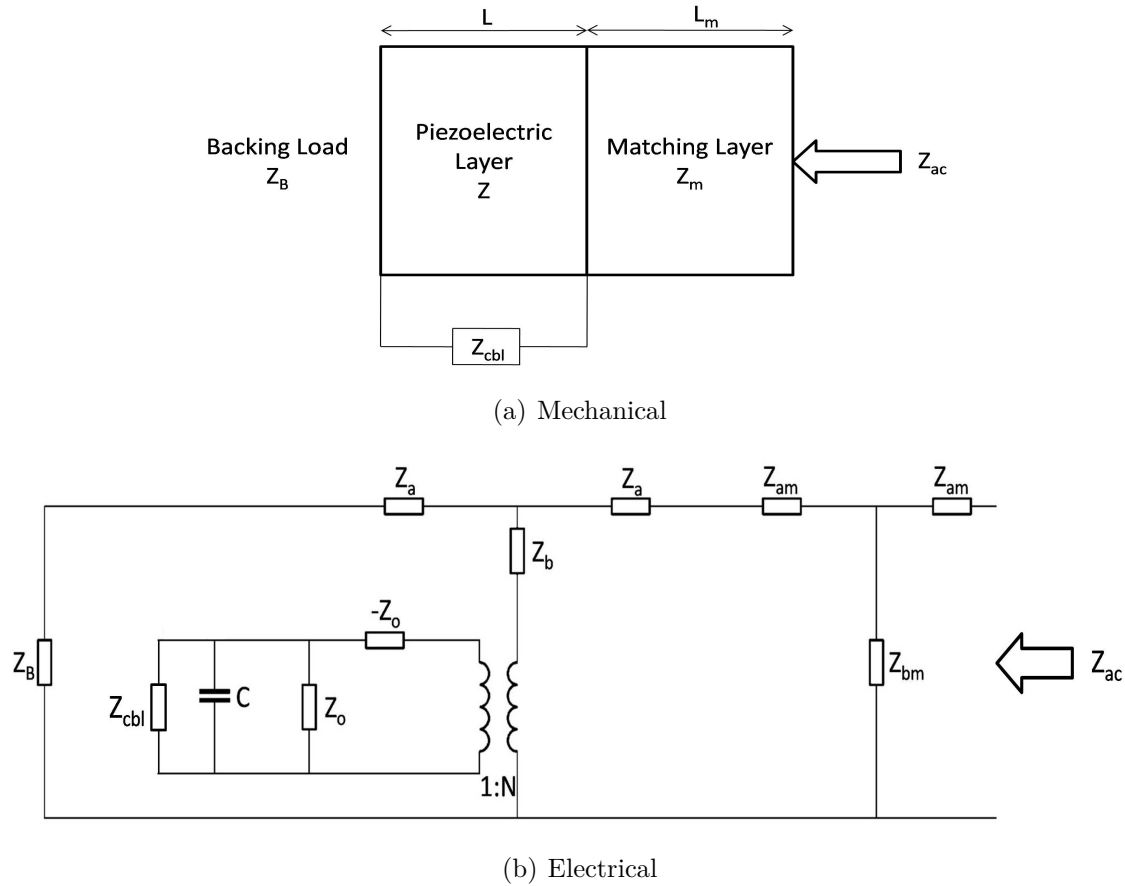 L
L_m
Backing Load
Z_B
Piezoelectric
Layer
Z
Matching Layer
Z_m
Z_ac
Z_cbl
(a) Mechanical
Z_a
Z_a
Z_am
Z_am
Z_b
-Z_o
Z_B
Z_cbl
C
Z_o
Z_bm
Z_ac
1:N
(b) Electrical